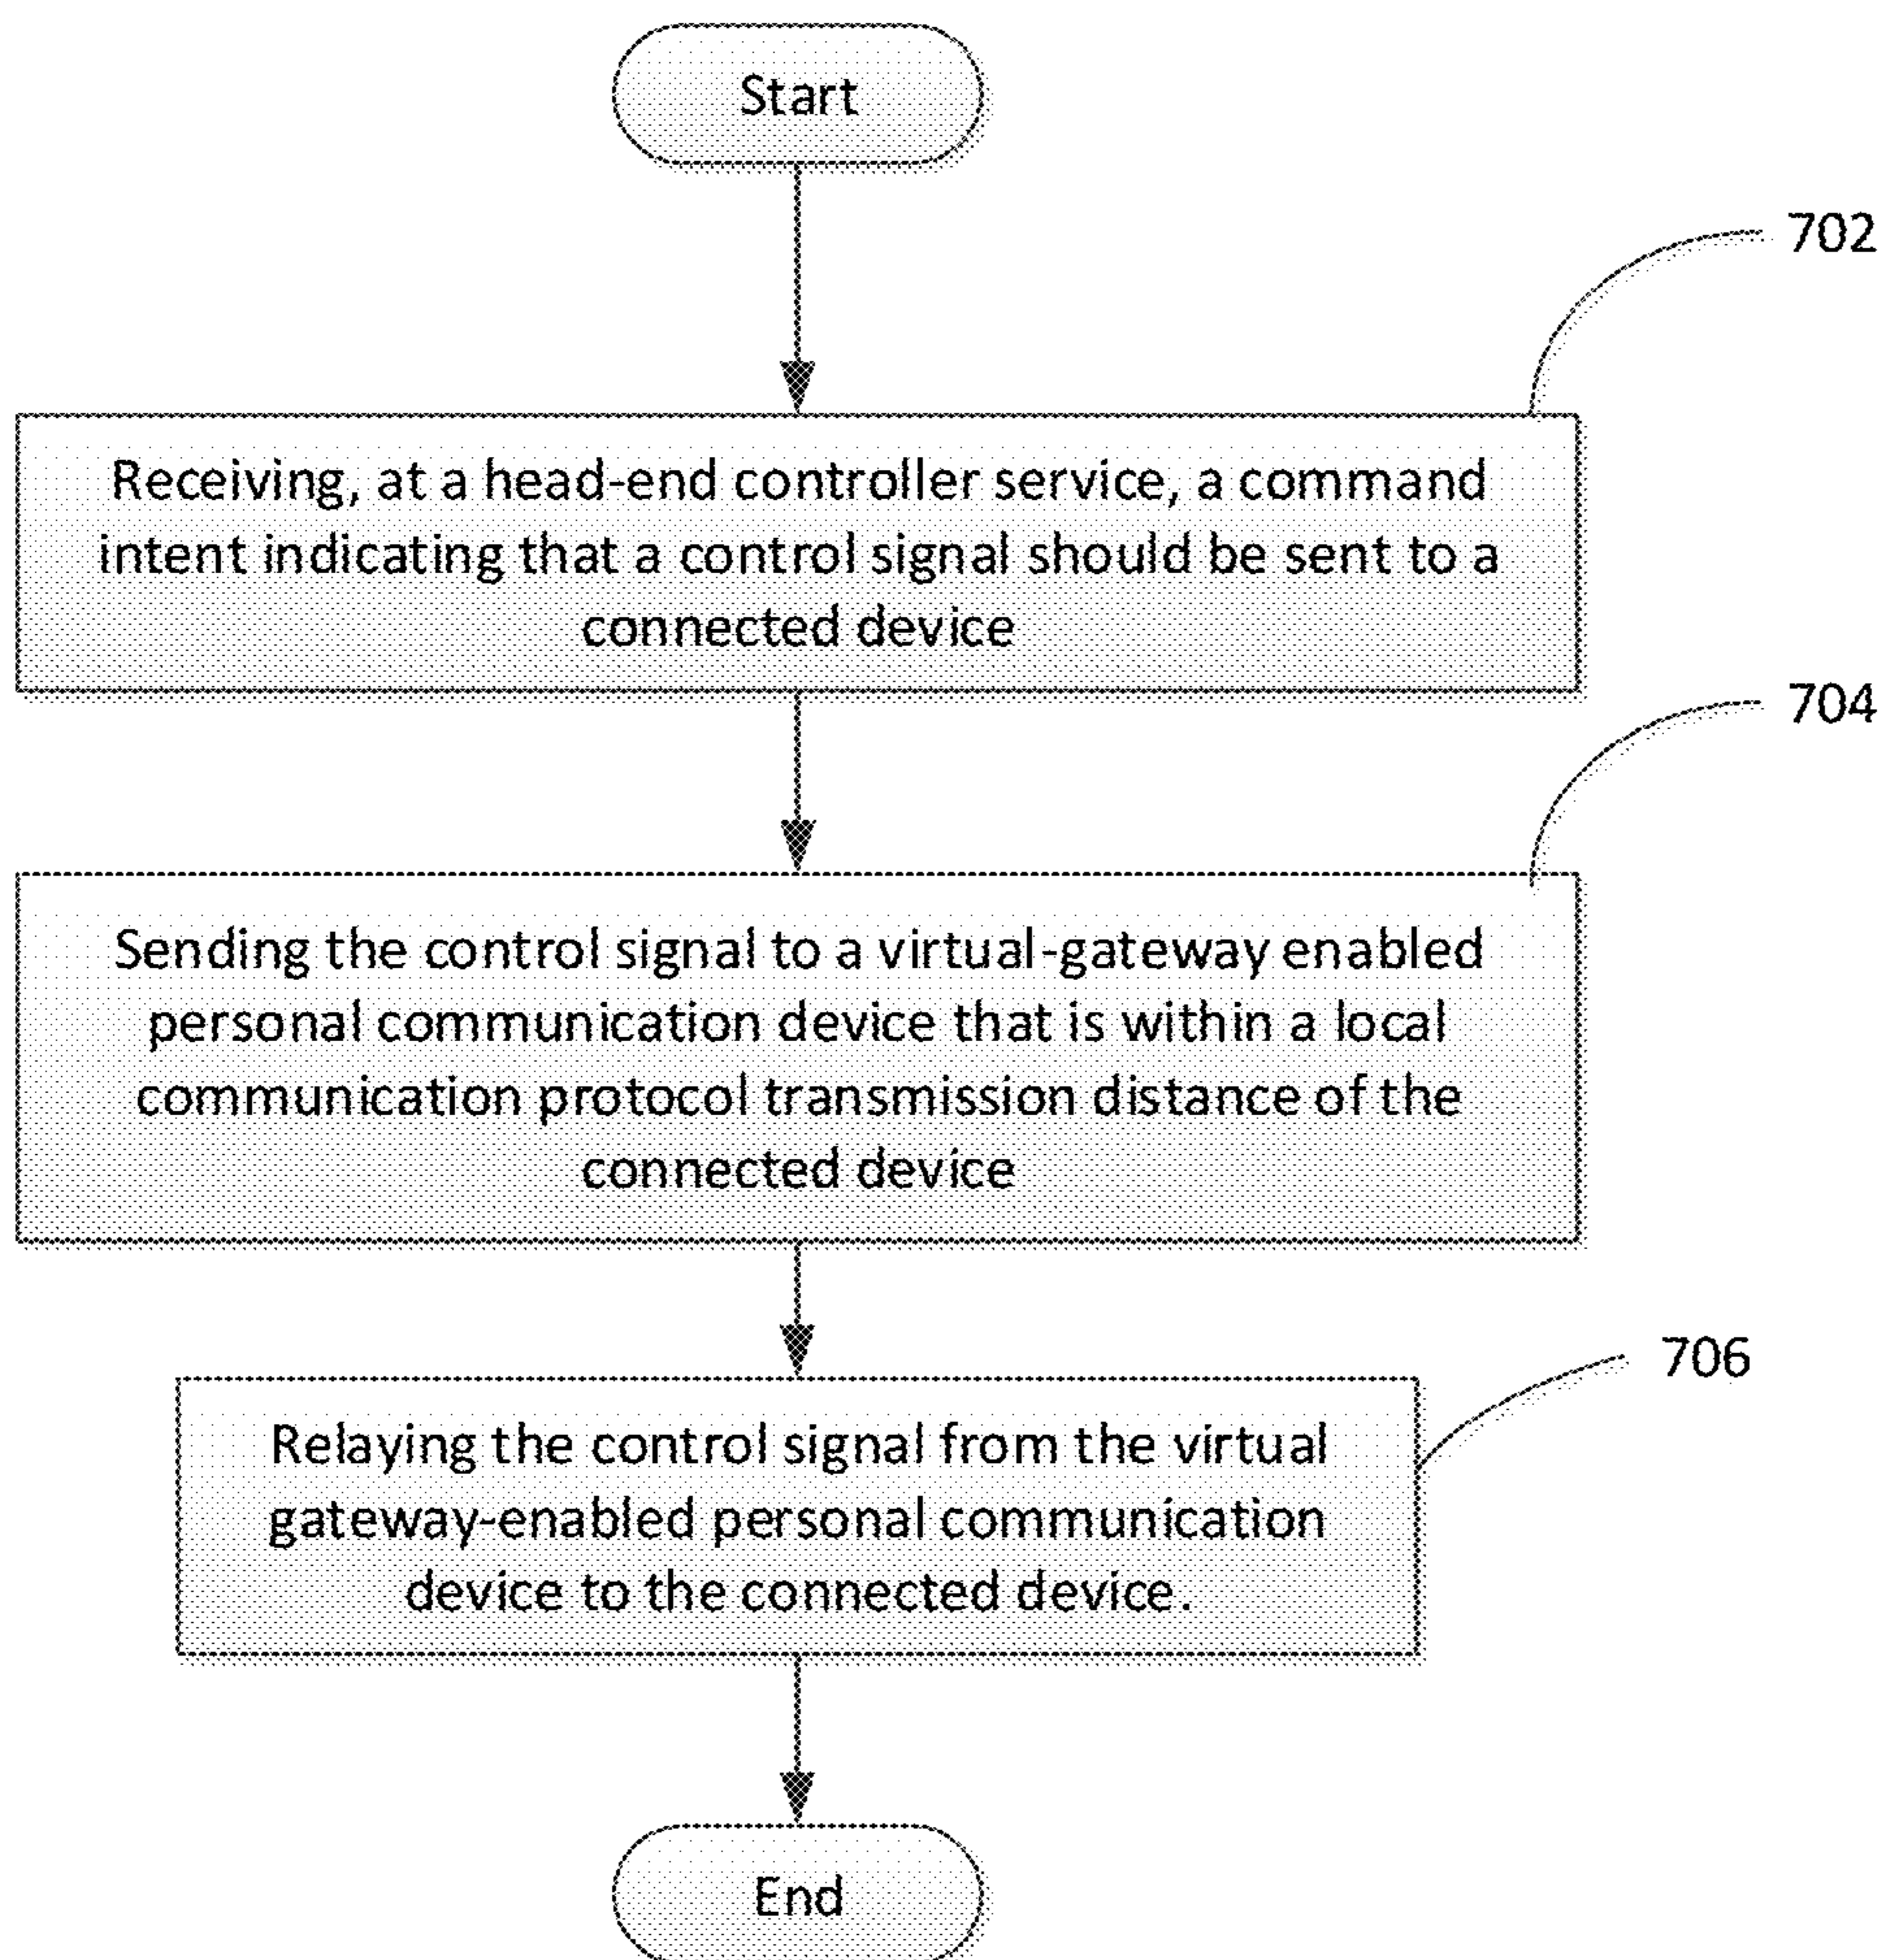 Start
702
Receiving, at a head-end controller service, a command
intent indicating that a control signal should be sent to a
connected device
704
Sending the control signal to a virtual-gateway enabled
personal communication device that is within a local
communication protocol transmission distance of the
connected device
706
Relaying the control signal from the virtual
gateway-enabled personal communication
device to the connected device.
End